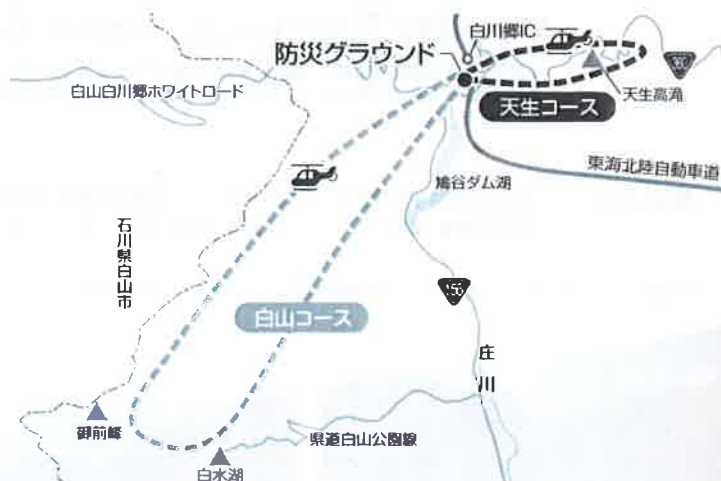 白川郷IC
防災グラウンド
360
白山白川郷ホワイトロード
天生高滝
天生コース
東海北陸自動車道
鳩谷ダム湖
石川県白山市
156
白山コース
庄川
御前峰
県道白山公園線
白水湖